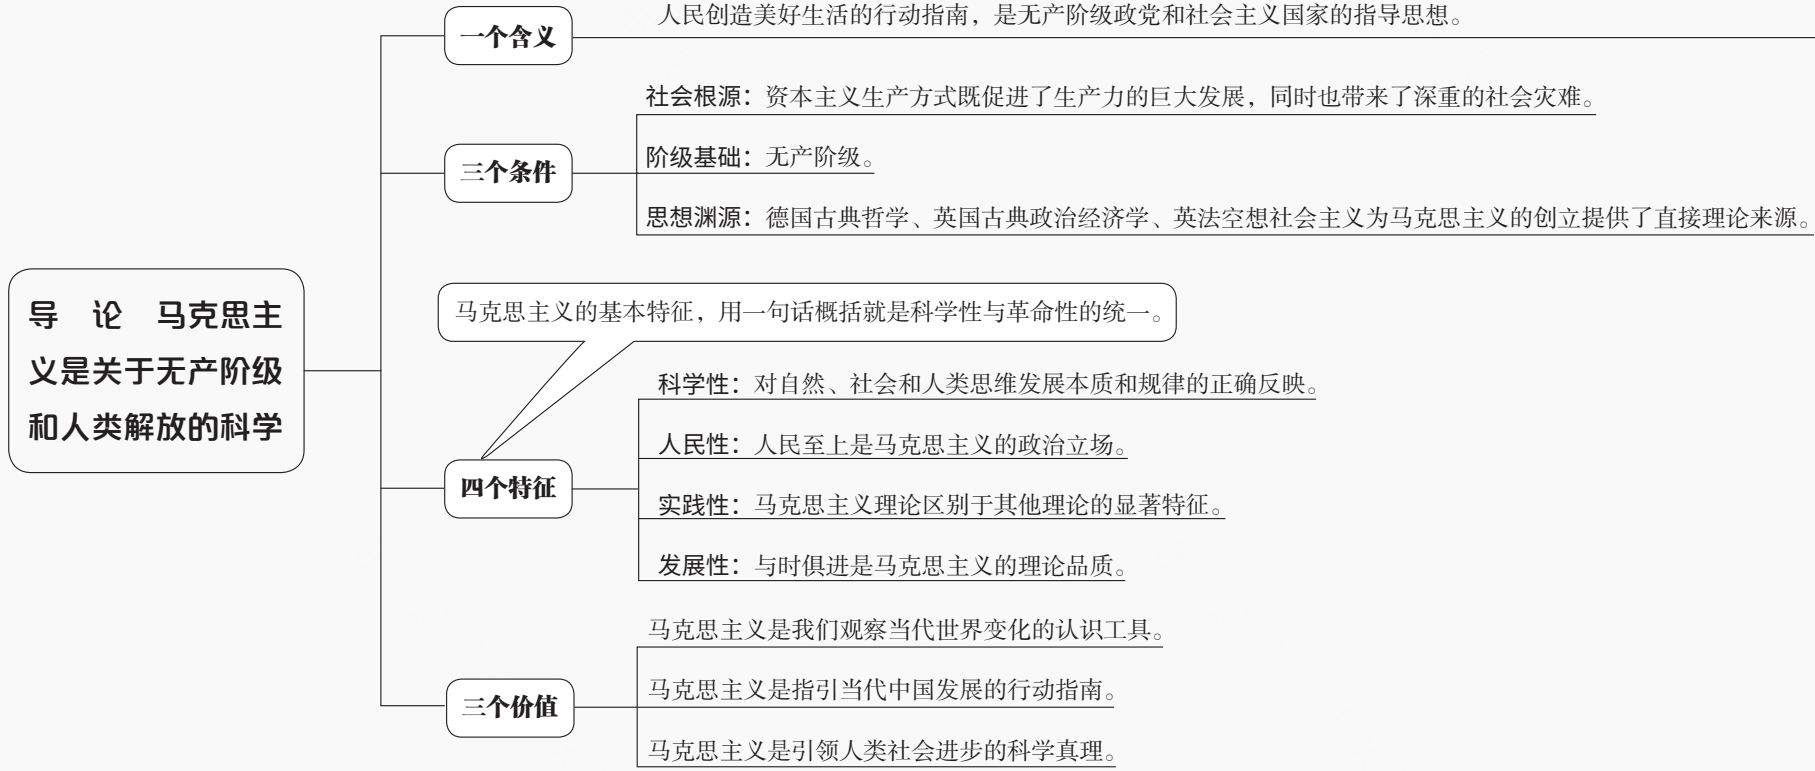 人民创造美好生活的行动指南，是无产阶级政党和社会主义国家的指导思想。
一个含义
社会根源：资本主义生产方式既促进了生产力的巨大发展，同时也带来了深重的社会灾难。
三个条件
阶级基础：无产阶级。
思想渊源：德国古典哲学、英国古典政治经济学、英法空想社会主义为马克思主义的创立提供了直接理论来源。
导　论　马克思主
义是关于无产阶级
和人类解放的科学
马克思主义的基本特征，用一句话概括就是科学性与革命性的统一。
科学性：对自然、社会和人类思维发展本质和规律的正确反映。
人民性：人民至上是马克思主义的政治立场。
四个特征
实践性：马克思主义理论区别于其他理论的显著特征。
发展性：与时俱进是马克思主义的理论品质。
马克思主义是我们观察当代世界变化的认识工具。
三个价值
马克思主义是指引当代中国发展的行动指南。
马克思主义是引领人类社会进步的科学真理。